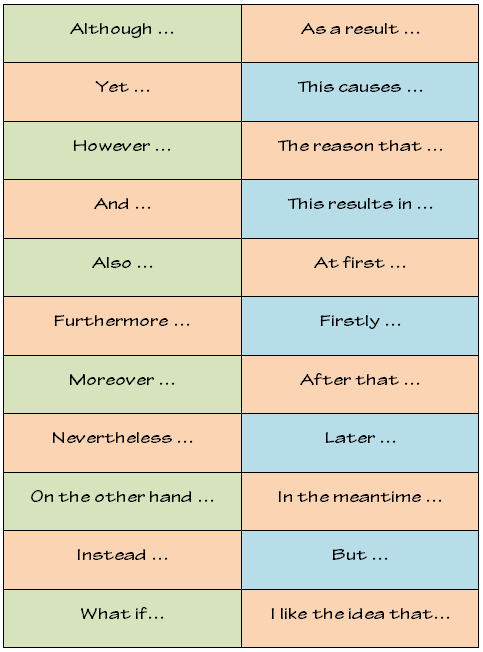 Although ...
As a result ...
Yet ...
This causes ...
However ...
The reason that ...
And ...
This results in ...
Also ...
At first ...
Furthermore ...
Firstly ...
Moreover ...
After that ...
Nevertheless ...
Later ...
On the other hand ...
In the meantime ...
Instead ...
But ...
What if...
I like the idea that...